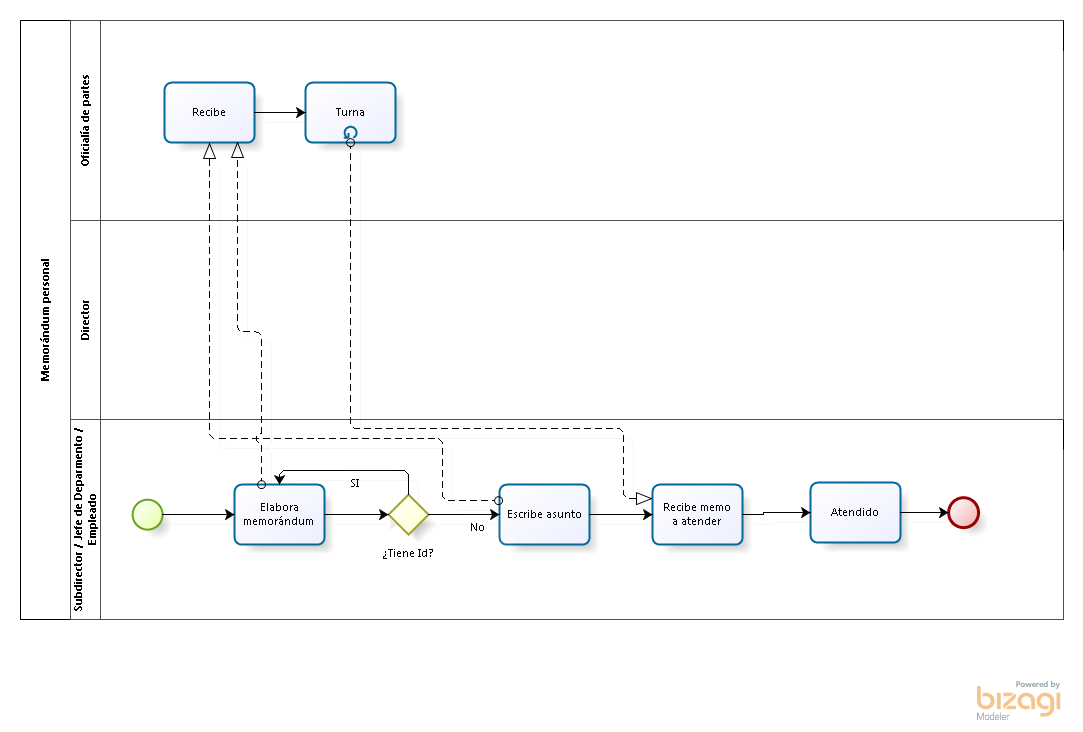 Memorándum personal
Oficialía de partes
Recibe
Turna
Director
Subdirector / Jefe de Deparmento /
Empleado
Elabora
memorándum
SI
¿Tiene Id?
No
Escribe asunto
Recibe memo
a atender
Atendido
Powered by
bizagi
Modeler